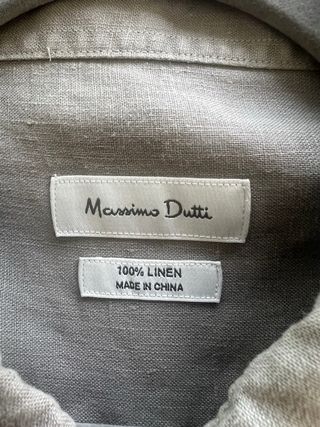 Massimo Dutti
100% LINEN
MADE IN CHINA